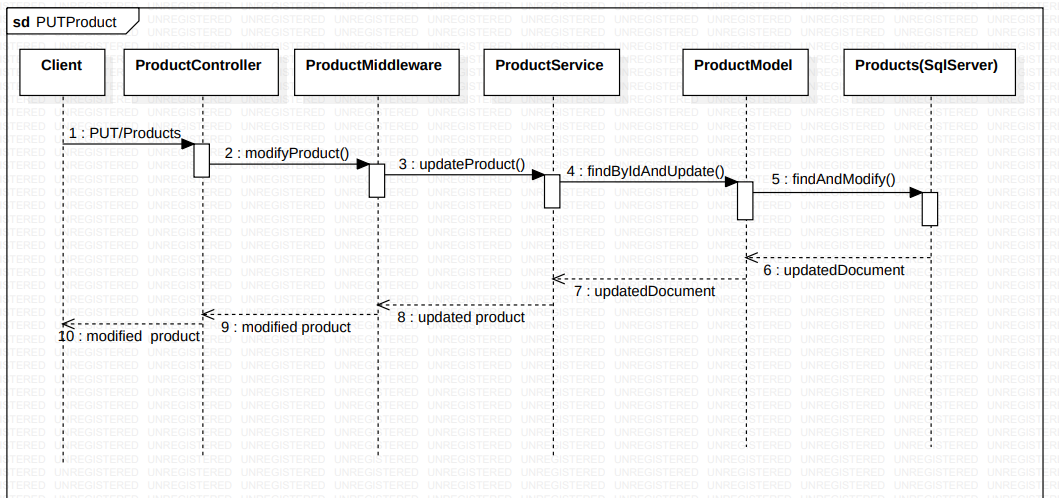 sd PUTProduct
Client
ProductController
ProductMiddleware
ProductService
ProductModel
Products(SqlServer)
1 : PUT/Products
2 : modifyProduct()
3 : updateProduct()
4 : findByIdAndUpdate()
5 : findAndModify()
6 : updatedDocument
7 : updatedDocument
8 : updated product
9 : modified product
10 : modified  product
UNREGISTERED